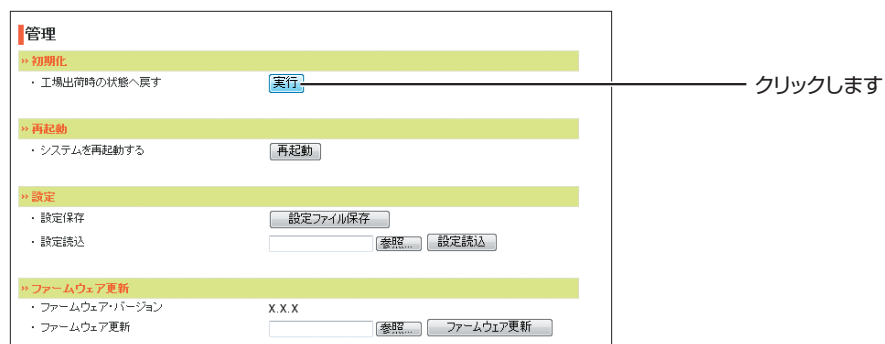 管理
» 初期化
・ 工場出荷時の状態へ戻す 実行 クリックします
» 再起動
・ システムを再起動する 再起動
» 設定
・ 設定保存 設定ファイル保存
・ 設定読込 参照... 設定読込
» ファームウェア更新
・ ファームウェア・バージョン X.X.X
・ ファームウェア更新 参照... ファームウェア更新